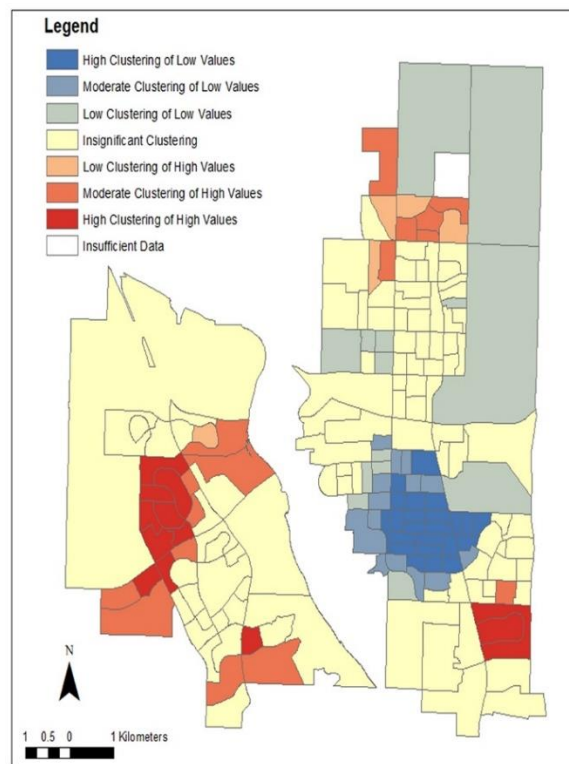 Legend
High Clustering of Low Values
Moderate Clustering of Low Values
Low Clustering of Low Values
Insignificant Clustering
Low Clustering of High Values
Moderate Clustering of High Values
High Clustering of High Values
Insufficient Data
N
1 0.5 0 1 Kilometers